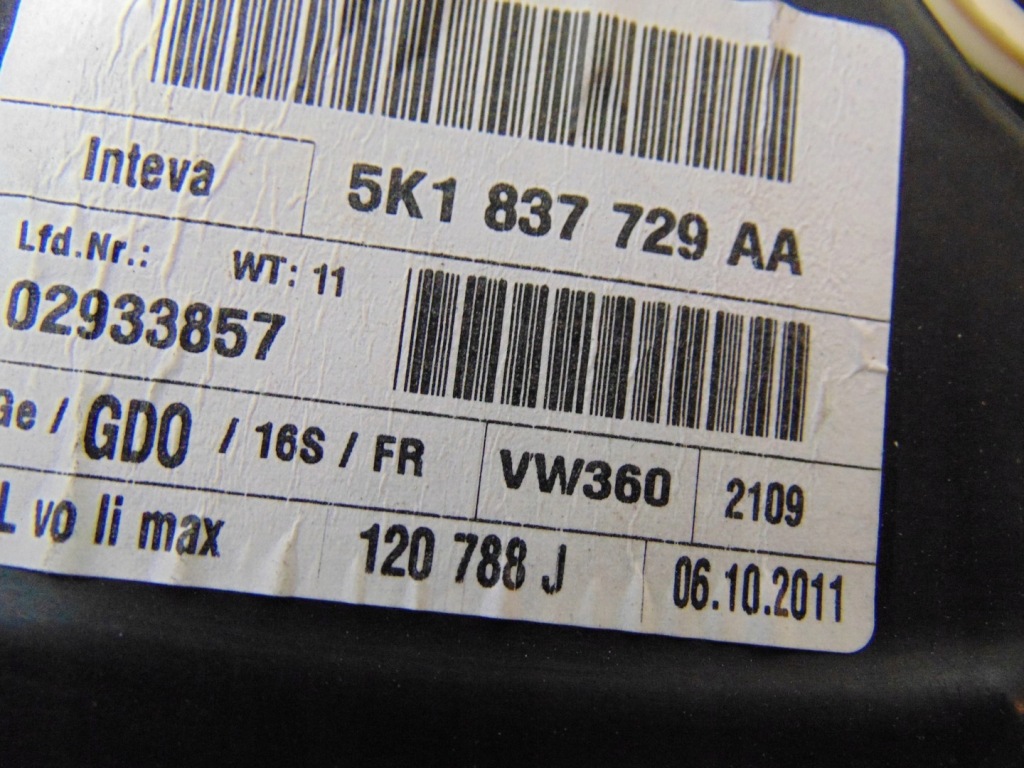 Inteva 5K1 837 729 AA
Lfd.Nr.: WT: 11
02933857
Ge / GDO / 16S / FR VW360 2109
L vo li max 120 788 J 06.10.2011